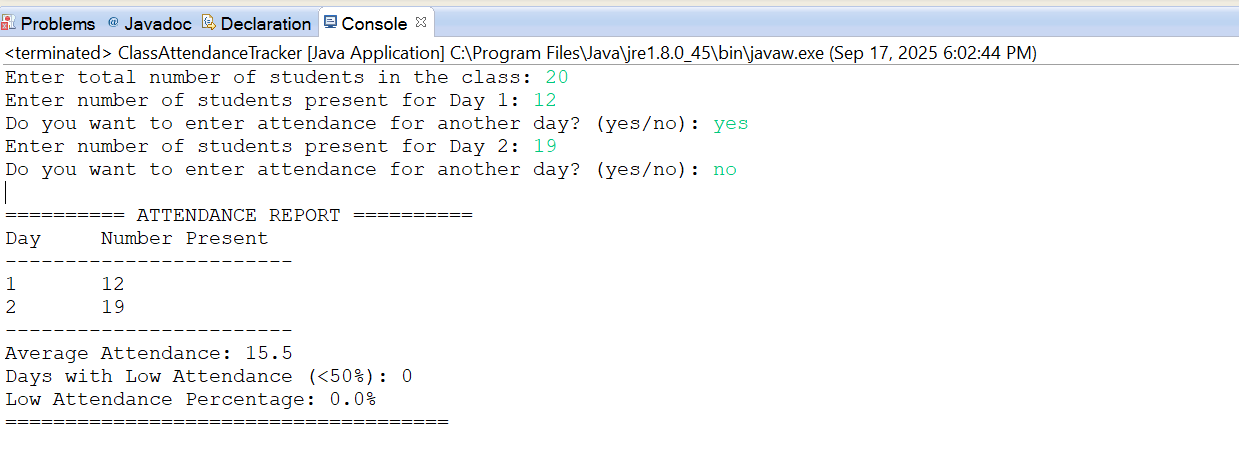 Problems @ Javadoc Declaration Console
<terminated> ClassAttendanceTracker [Java Application] C:\Program Files\Java\jre1.8.0_45\bin\javaw.exe (Sep 17, 2025 6:02:44 PM)
Enter total number of students in the class: 20
Enter number of students present for Day 1: 12
Do you want to enter attendance for another day? (yes/no): yes
Enter number of students present for Day 2: 19
Do you want to enter attendance for another day? (yes/no): no
========== ATTENDANCE REPORT ==========
Day     Number Present
------------------------
1       12
2       19
------------------------
Average Attendance: 15.5
Days with Low Attendance (<50%): 0
Low Attendance Percentage: 0.0%
=====================================